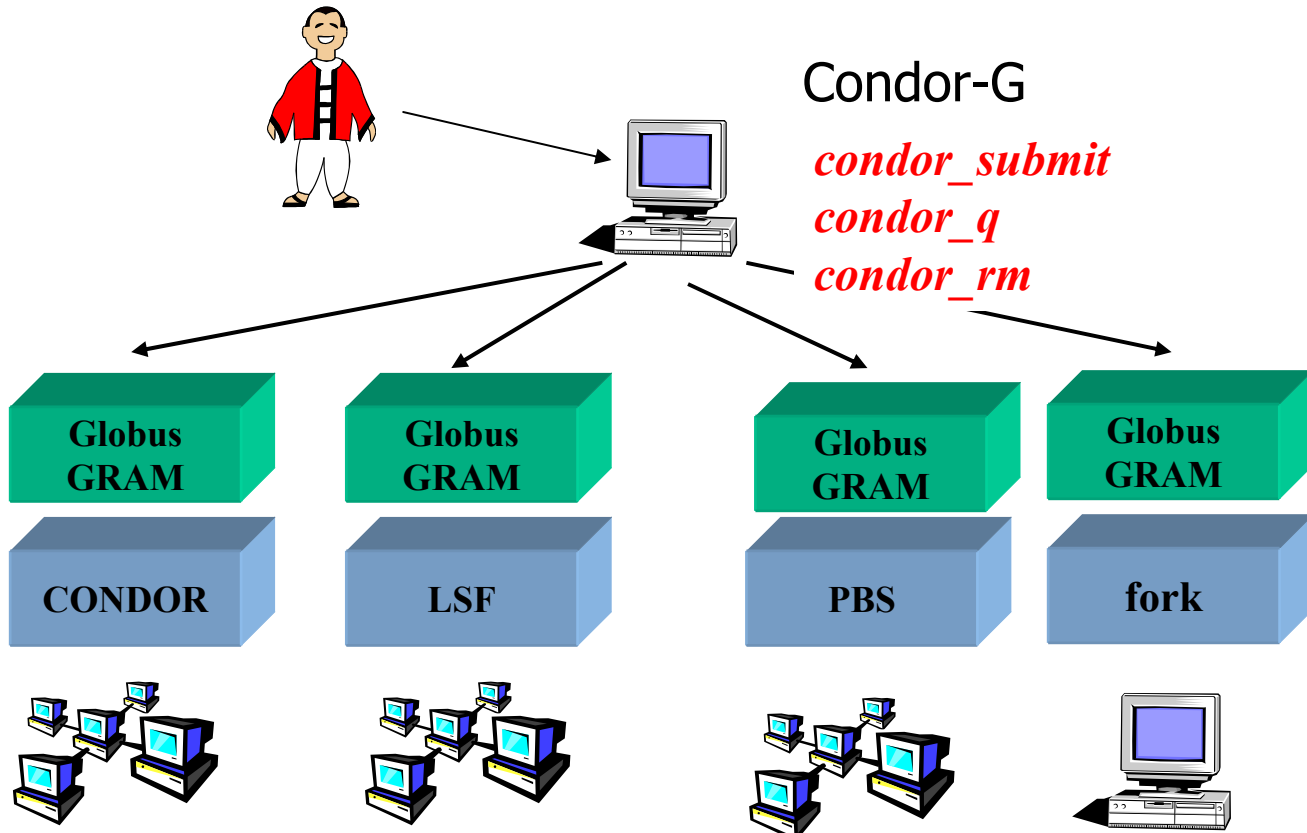 Condor-G
condor_submit
condor_q
condor_rm
Globus
GRAM
Globus
GRAM
Globus
GRAM
Globus
GRAM
CONDOR
LSF
PBS
fork